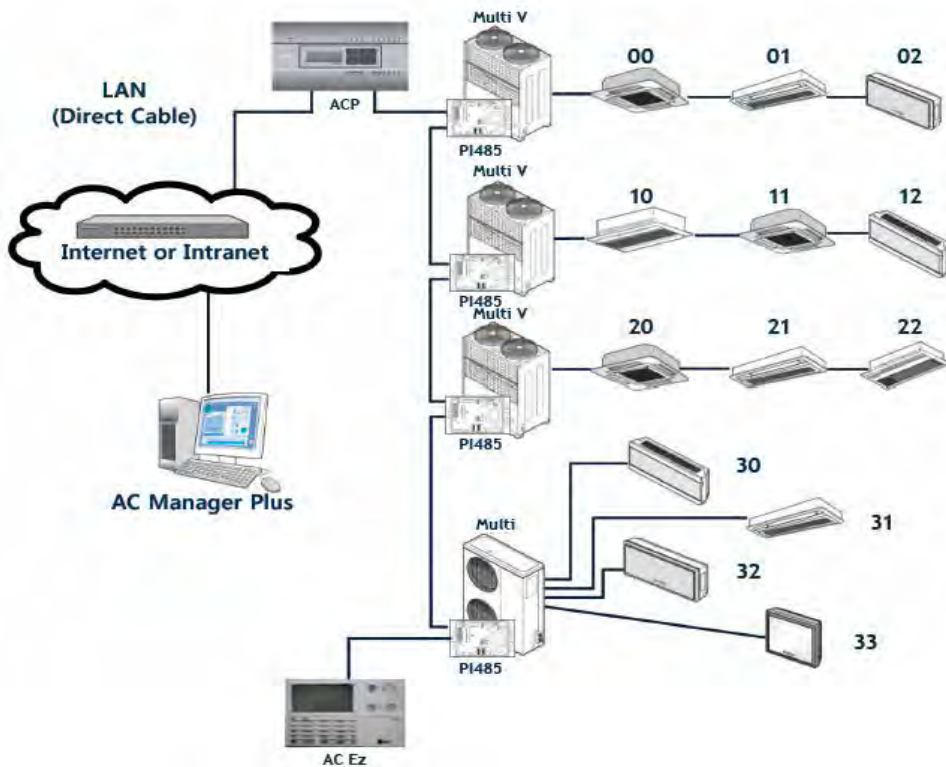 Multi V
00
01
02
LAN
(Direct Cable)
ACP
PI485
Multi V
10
11
12
Internet or Intranet
PI485
Multi V
20
21
22
PI485
AC Manager Plus
30
31
Multi
32
33
PI485
AC Ez